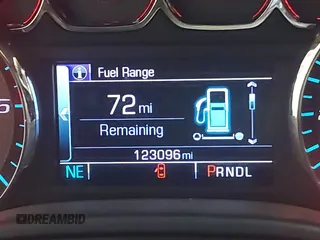 Fuel Range
72 mi
Remaining
123096 mi
NE PRNDL
DREAMBID